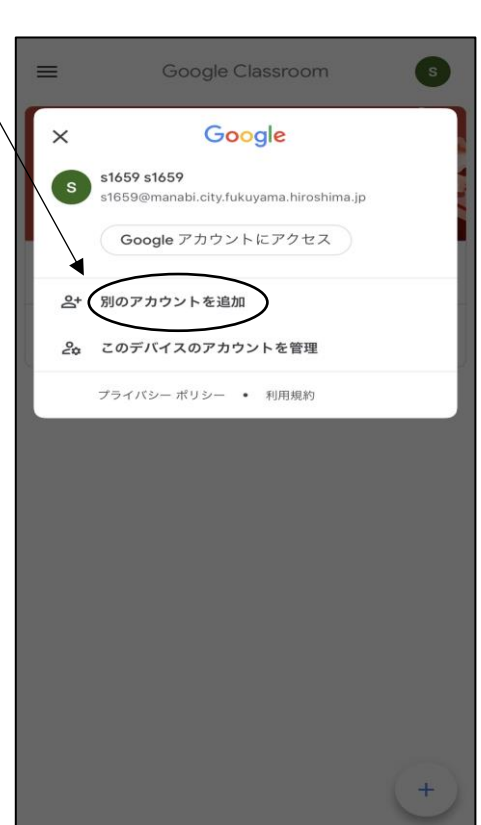 Google Classroom
S
Google
S
s1659 s1659
s1659@manabi.city.fukuyama.hiroshima.jp
Google アカウントにアクセス
別のアカウントを追加
このデバイスのアカウントを管理
プライバシー ポリシー • 利用規約